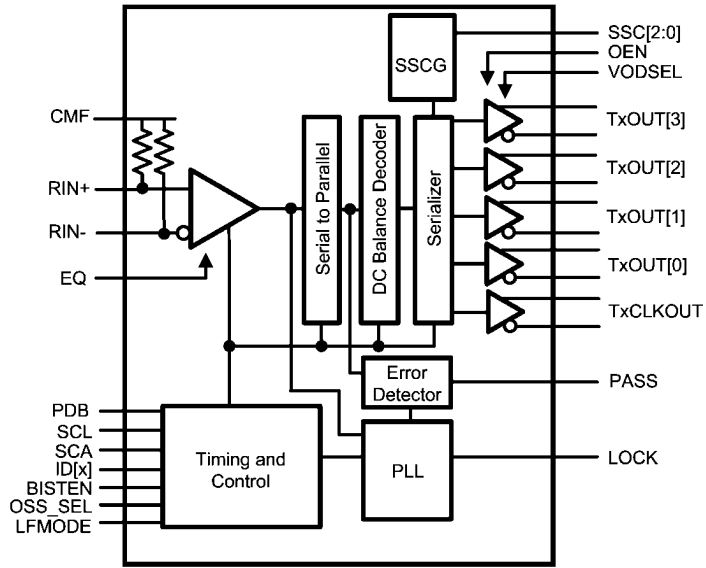 SSCG
SSC[2:0]
OEN
VODSEL
CMF
RIN+
RIN-
EQ
Serial to Parallel
DC Balance Decoder
Serializer
TxOUT[3]
TxOUT[2]
TxOUT[1]
TxOUT[0]
TxCLKOUT
Error
Detector
PASS
PDB
SCL
SCA
ID[x]
BISTEN
OSS_SEL
LFMODE
Timing and
Control
PLL
LOCK